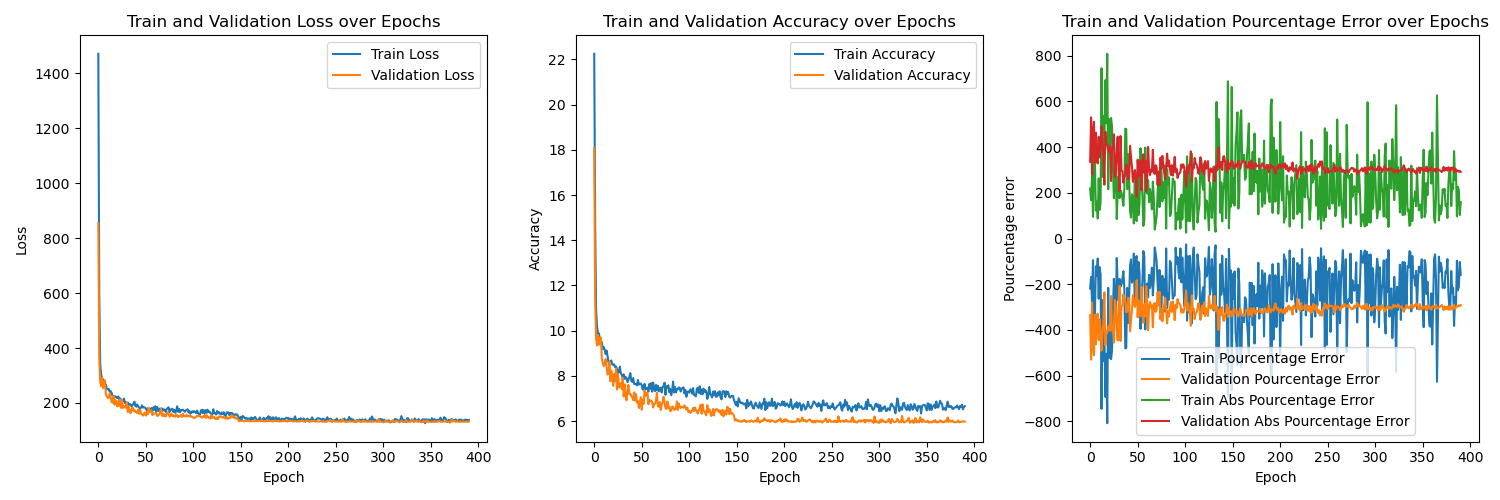 Train and Validation Loss over Epochs
Loss
1400
1200
1000
800
600
400
200
0 50 100 150 200 250 300 350 400
Epoch
Train Loss
Validation Loss
Train and Validation Accuracy over Epochs
Accuracy
22
20
18
16
14
12
10
8
6
0 50 100 150 200 250 300 350 400
Epoch
Train Accuracy
Validation Accuracy
Train and Validation Pourcentage Error over Epochs
Pourcentage error
800
600
400
200
0
−200
−400
−600
−800
0 50 100 150 200 250 300 350 400
Epoch
Train Pourcentage Error
Validation Pourcentage Error
Train Abs Pourcentage Error
Validation Abs Pourcentage Error